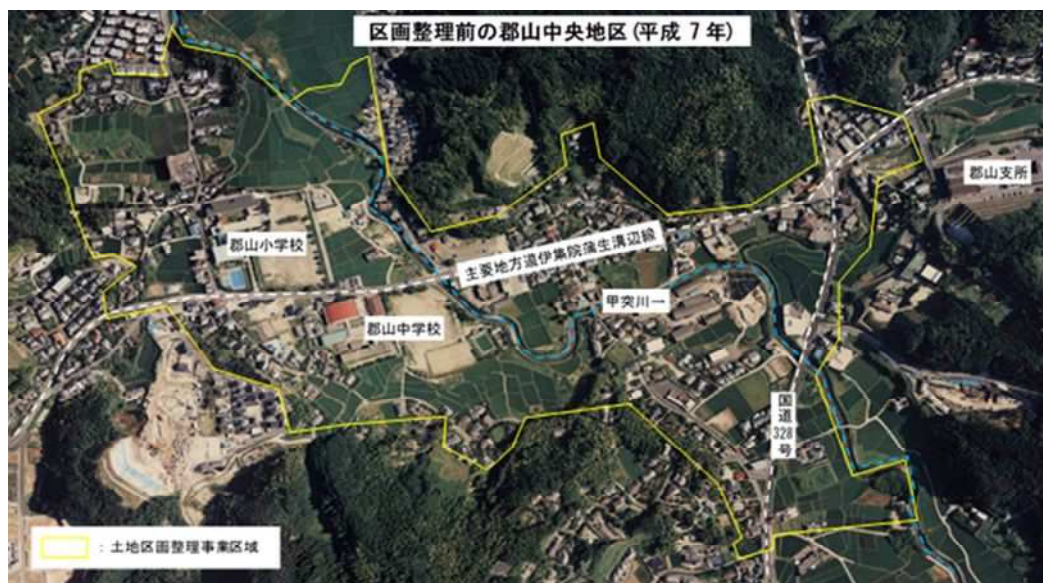 区画整理前の郡山中央地区(平成 7 年)
郡山支所
郡山小学校
主要地方道伊集院蒲生溝辺線
甲突川→
郡山中学校
国道328号
:土地区画整理事業区域